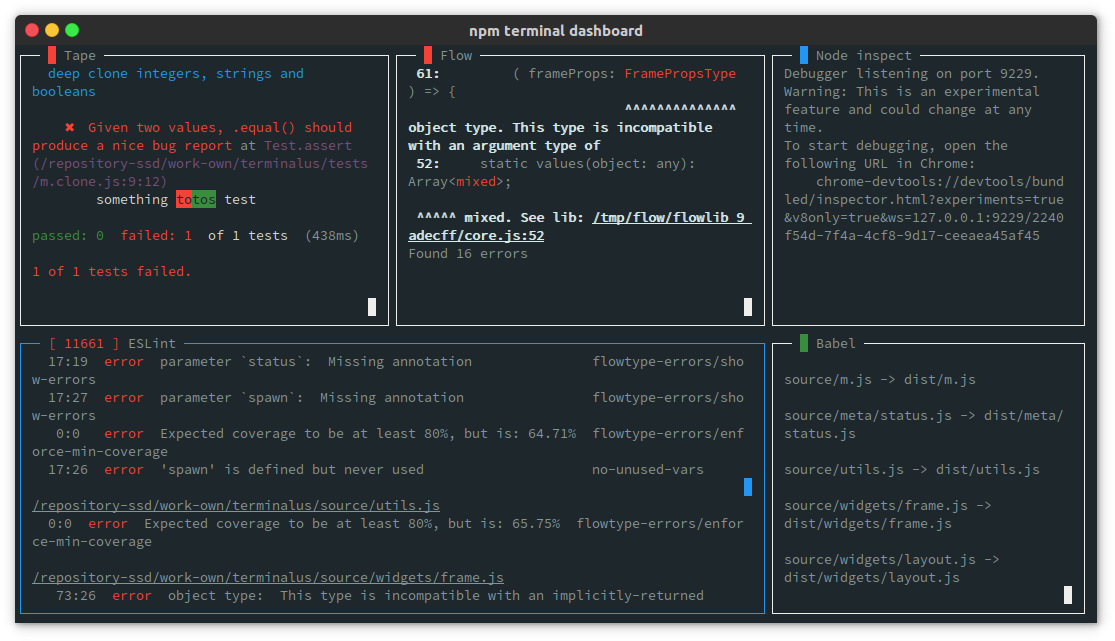 npm terminal dashboard
Tape
deep clone integers, strings and
booleans
✖ Given two values, .equal() should
produce a nice bug report at Test.assert
(/repository-ssd/work-own/terminalus/tests
/m.clone.js:9:12)
something totos test
passed: 0 failed: 1 of 1 tests (438ms)
1 of 1 tests failed.
Flow
61: ( frameProps: FramePropsType
) => {
^^^^^^^^^^^^^^
object type. This type is incompatible
with an argument type of
52: static values(object: any):
Array<mixed>;
^^^^^ mixed. See lib: /tmp/flow/flowlib_9
adecff/core.js:52
Found 16 errors
Node inspect
Debugger listening on port 9229.
Warning: This is an experimental
feature and could change at any
time.
To start debugging, open the
following URL in Chrome:
chrome-devtools://devtools/bund
led/inspector.html?experiments=true
&v8only=true&ws=127.0.0.1:9229/2240
f54d-7f4a-4cf8-9d17-ceeaea45af45
[ 11661 ] ESLint
17:19 error parameter `status`: Missing annotation flowtype-errors/sho
w-errors
17:27 error parameter `spawn`: Missing annotation flowtype-errors/sho
w-errors
0:0 error Expected coverage to be at least 80%, but is: 64.71% flowtype-errors/enf
orce-min-coverage
17:26 error 'spawn' is defined but never used no-unused-vars
/repository-ssd/work-own/terminalus/source/utils.js
0:0 error Expected coverage to be at least 80%, but is: 65.75% flowtype-errors/enfor
ce-min-coverage
/repository-ssd/work-own/terminalus/source/widgets/frame.js
73:26 error object type: This type is incompatible with an implicitly-returned
Babel
source/m.js -> dist/m.js
source/meta/status.js -> dist/meta/
status.js
source/utils.js -> dist/utils.js
source/widgets/frame.js ->
dist/widgets/frame.js
source/widgets/layout.js ->
dist/widgets/layout.js